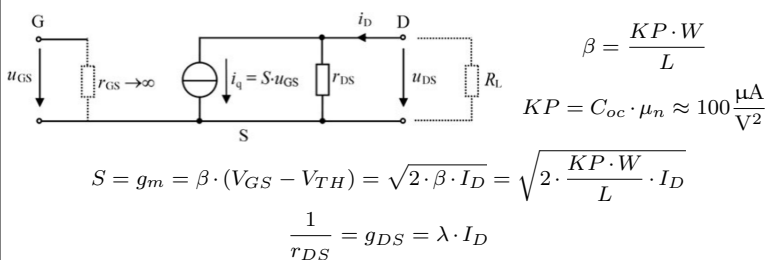 G
i_D D
u_GS
r_GS →∞
i_q = S·u_GS
r_DS
u_DS
R_L
S
β = KP·W / L
KP = C_oc · μ_n ≈ 100 μA/V²
S = g_m = β · (V_GS − V_TH) = √(2·β·I_D) = √(2 · KP·W/L · I_D)
1/r_DS = g_DS = λ · I_D